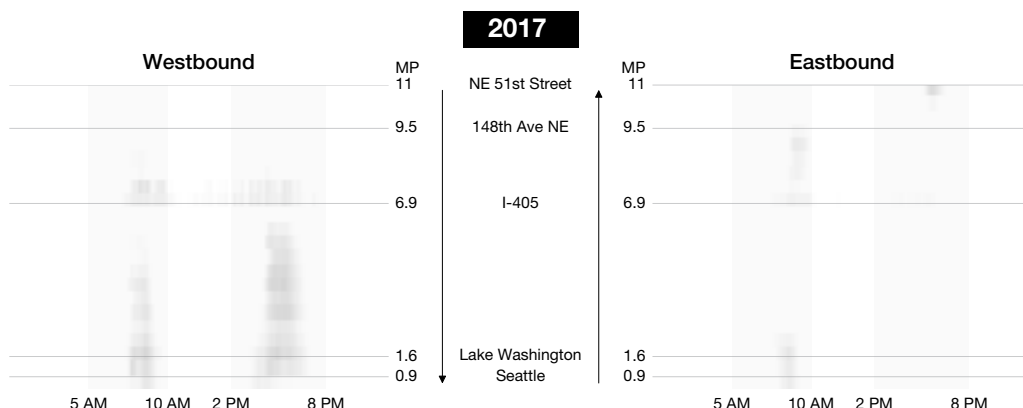 2017
Westbound
Eastbound
MP
MP
11
NE 51st Street
11
9.5
148th Ave NE
9.5
6.9
I-405
6.9
1.6
Lake Washington
1.6
0.9
Seattle
0.9
5 AM 10 AM 2 PM 8 PM
5 AM 10 AM 2 PM 8 PM